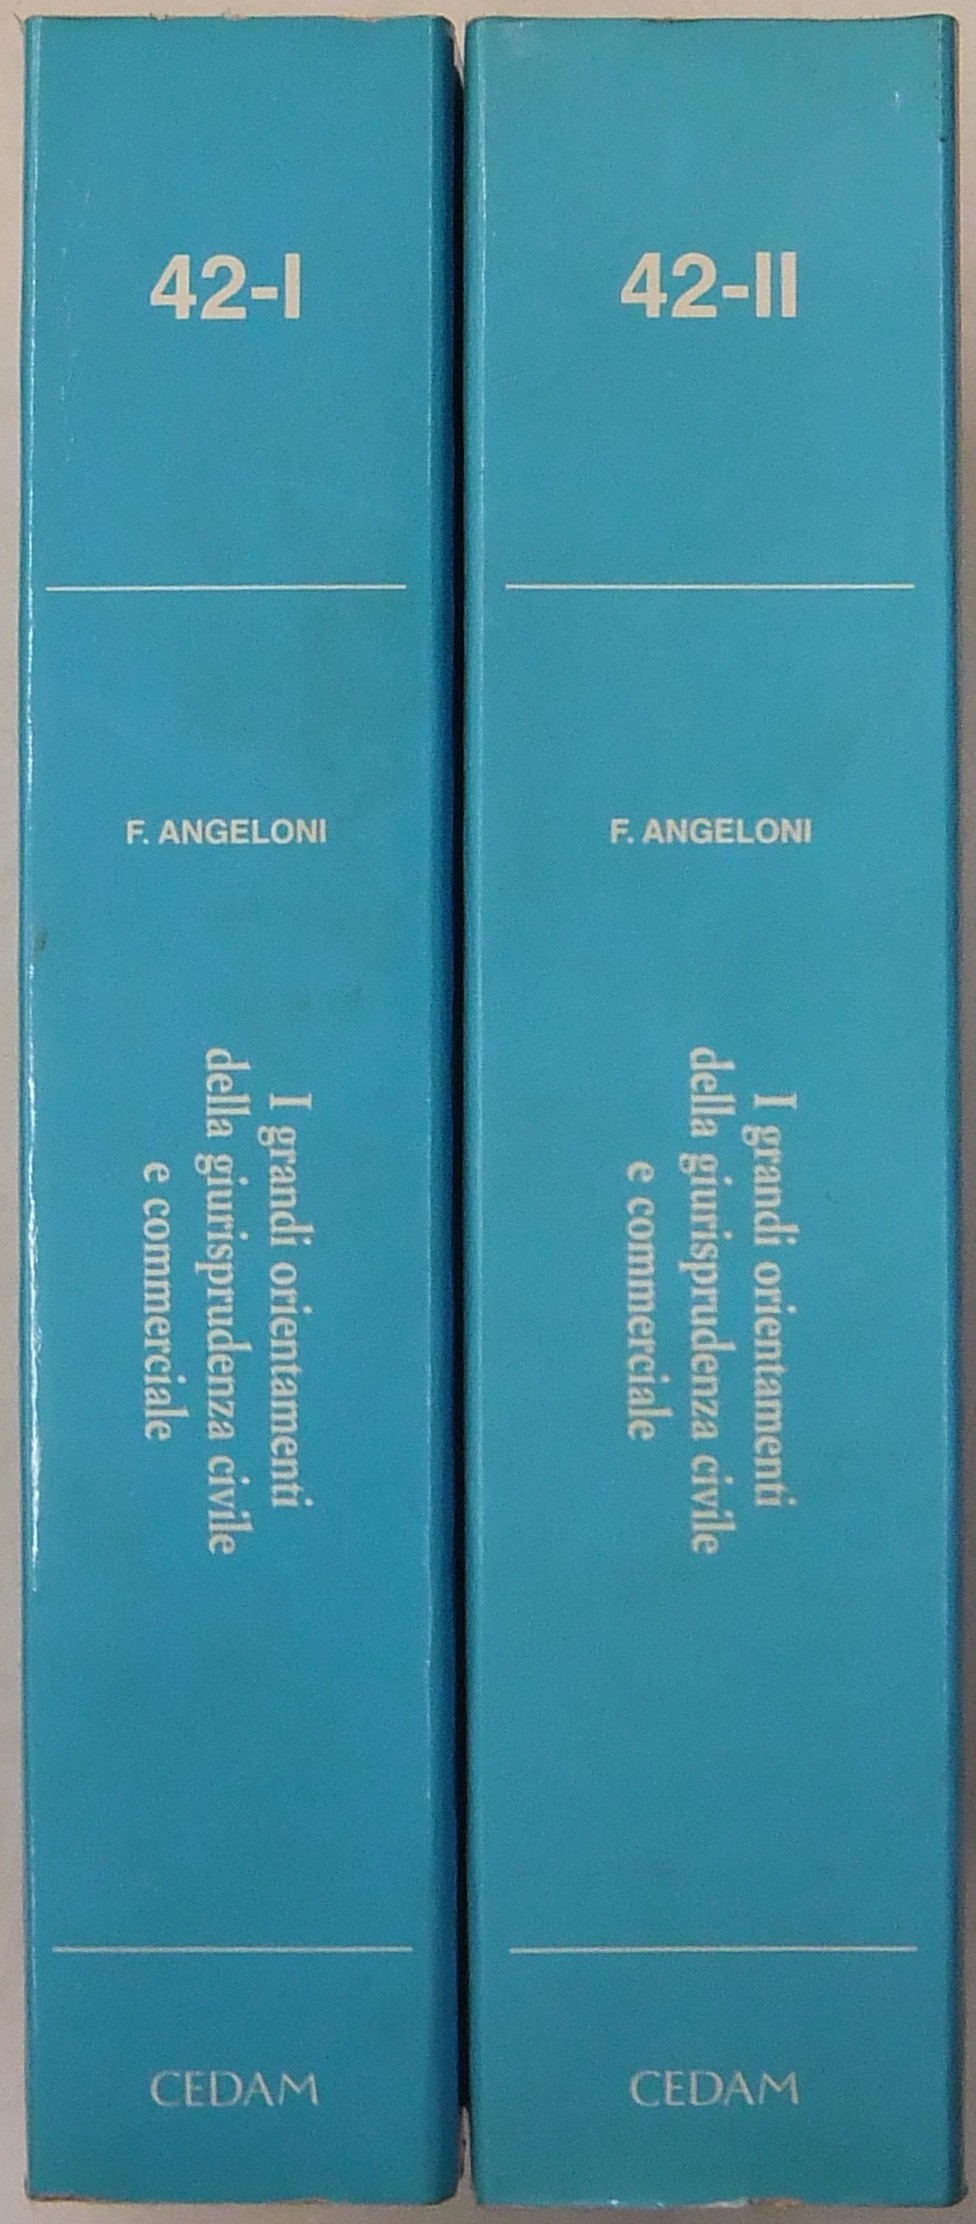 42-I
F. ANGELONI
I grandi orientamenti
della giurisprudenza civile
e commerciale
CEDAM
42-II
F. ANGELONI
I grandi orientamenti
della giurisprudenza civile
e commerciale
CEDAM